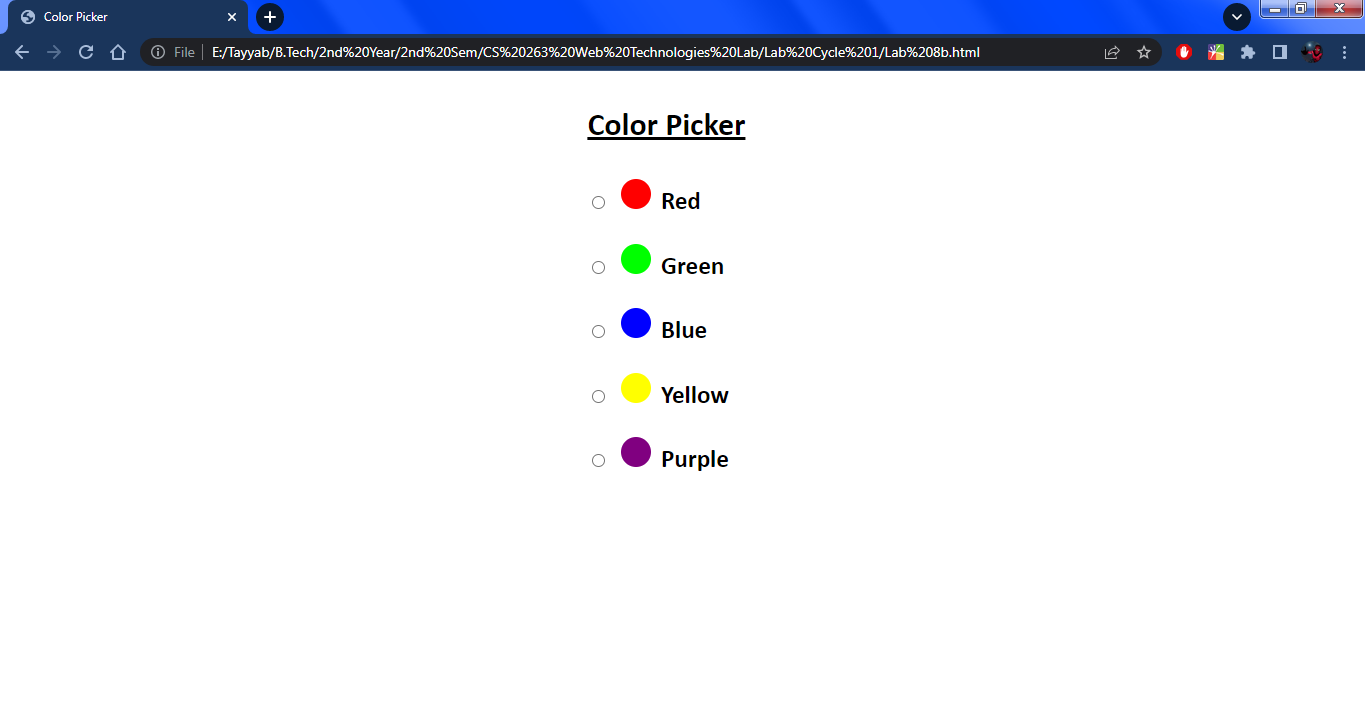 Color Picker
File E:/Tayyab/B.Tech/2nd%20Year/2nd%20Sem/CS%20263%20Web%20Technologies%20Lab/Lab%20Cycle%201/Lab%208b.html
Color Picker
Red
Green
Blue
Yellow
Purple